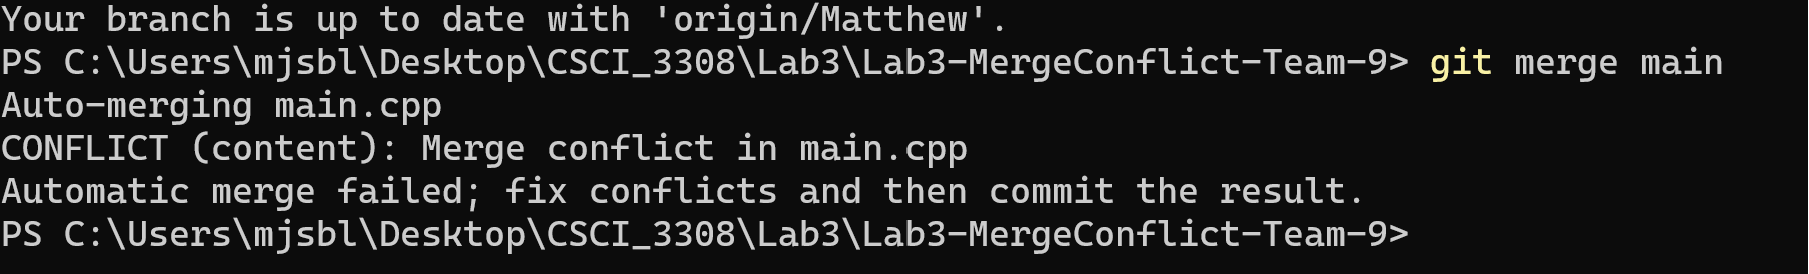 Your branch is up to date with 'origin/Matthew'.
PS C:\Users\mjsbl\Desktop\CSCI_3308\Lab3\Lab3-MergeConflict-Team-9> git merge main
Auto-merging main.cpp
CONFLICT (content): Merge conflict in main.cpp
Automatic merge failed; fix conflicts and then commit the result.
PS C:\Users\mjsbl\Desktop\CSCI_3308\Lab3\Lab3-MergeConflict-Team-9>